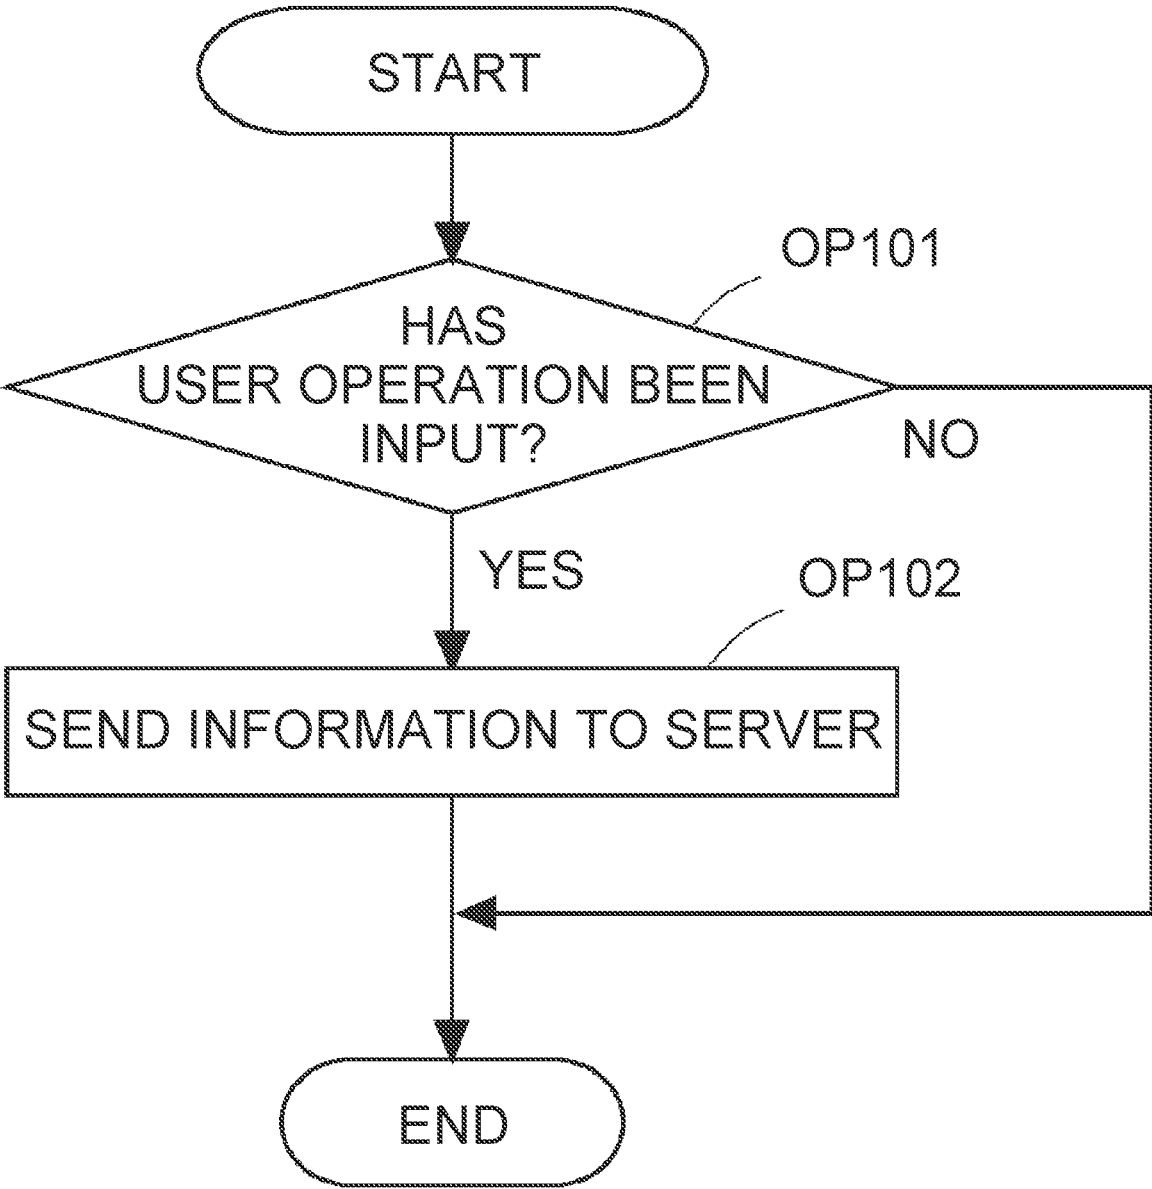 START
OP101
HAS
USER OPERATION BEEN
INPUT?
NO
YES
OP102
SEND INFORMATION TO SERVER
END